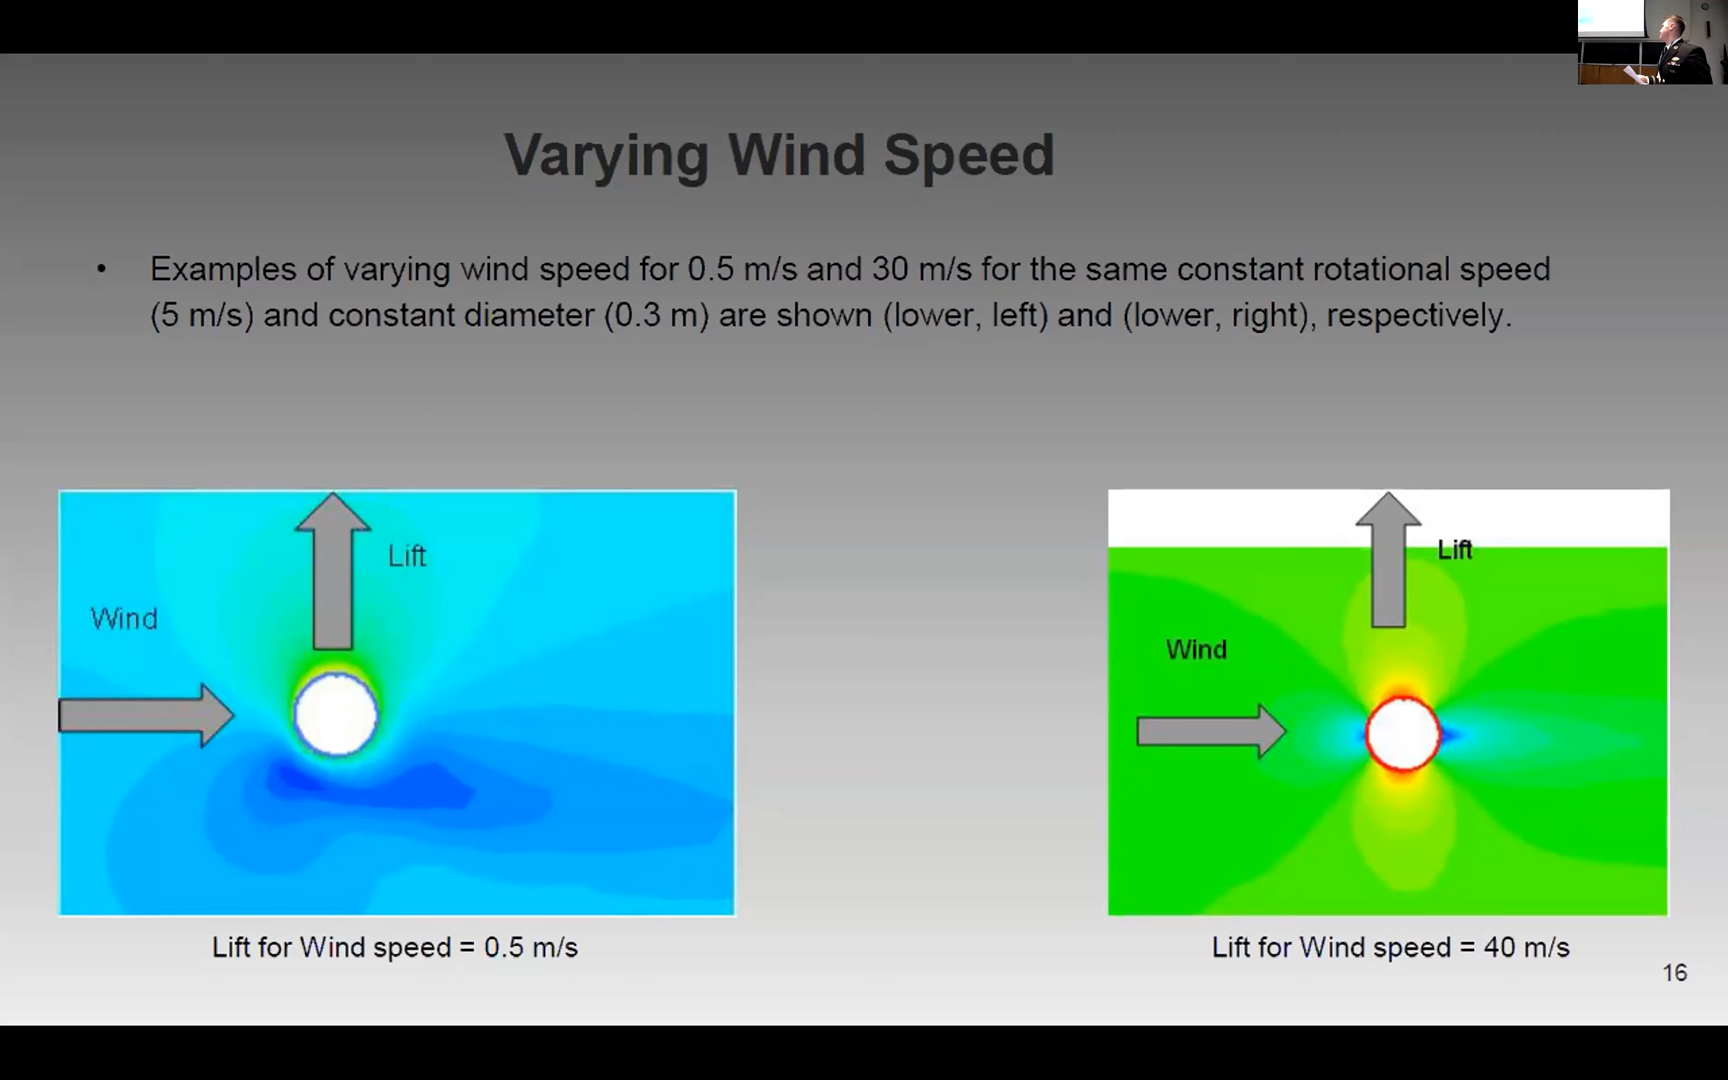 Varying Wind Speed
• Examples of varying wind speed for 0.5 m/s and 30 m/s for the same constant rotational speed
(5 m/s) and constant diameter (0.3 m) are shown (lower, left) and (lower, right), respectively.
Lift
Wind
Lift for Wind speed = 0.5 m/s
Lift
Wind
Lift for Wind speed = 40 m/s
16